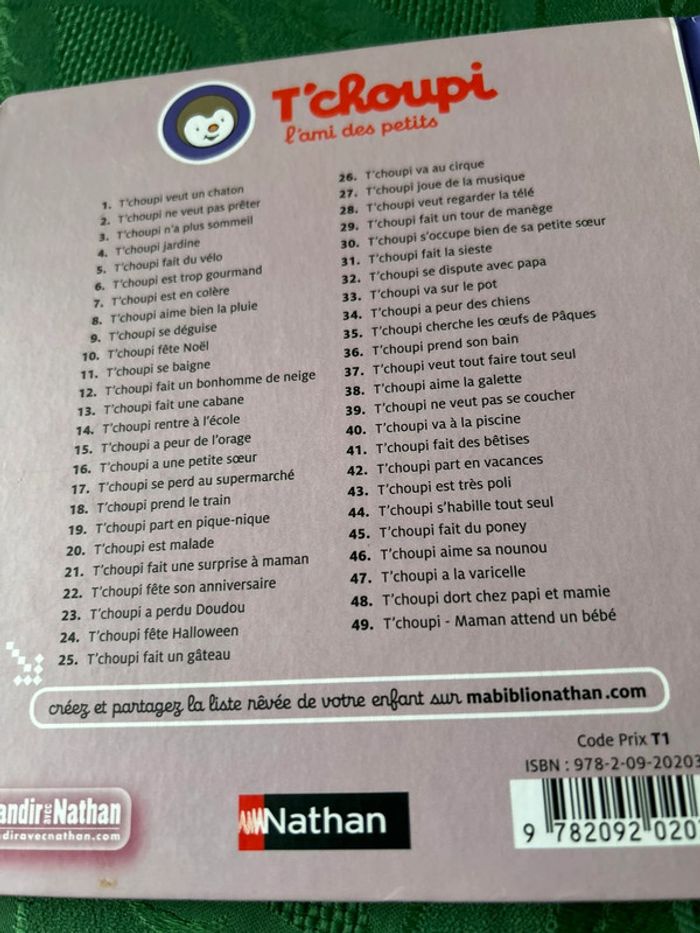 T'choupi
l'ami des petits
1. T'choupi veut un chaton
2. T'choupi ne veut pas prêter
3. T'choupi n'a plus sommeil
4. T'choupi jardine
5. T'choupi fait du vélo
6. T'choupi est trop gourmand
7. T'choupi est en colère
8. T'choupi aime bien la pluie
9. T'choupi se déguise
10. T'choupi fête Noël
11. T'choupi se baigne
12. T'choupi fait un bonhomme de neige
13. T'choupi fait une cabane
14. T'choupi rentre à l'école
15. T'choupi a peur de l'orage
16. T'choupi a une petite sœur
17. T'choupi se perd au supermarché
18. T'choupi prend le train
19. T'choupi part en pique-nique
20. T'choupi est malade
21. T'choupi fait une surprise à maman
22. T'choupi fête son anniversaire
23. T'choupi a perdu Doudou
24. T'choupi fête Halloween
25. T'choupi fait un gâteau
26. T'choupi va au cirque
27. T'choupi joue de la musique
28. T'choupi veut regarder la télé
29. T'choupi fait un tour de manège
30. T'choupi s'occupe bien de sa petite sœur
31. T'choupi fait la sieste
32. T'choupi se dispute avec papa
33. T'choupi va sur le pot
34. T'choupi a peur des chiens
35. T'choupi cherche les œufs de Pâques
36. T'choupi prend son bain
37. T'choupi veut tout faire tout seul
38. T'choupi aime la galette
39. T'choupi ne veut pas se coucher
40. T'choupi va à la piscine
41. T'choupi fait des bêtises
42. T'choupi part en vacances
43. T'choupi est très poli
44. T'choupi s'habille tout seul
45. T'choupi fait du poney
46. T'choupi aime sa nounou
47. T'choupi a la varicelle
48. T'choupi dort chez papi et mamie
49. T'choupi - Maman attend un bébé
créez et partagez la liste rêvée de votre enfant sur mabiblionathan.com
Code Prix T1
ISBN : 978-2-09-20203
andir avec Nathan
diravecnathan.com
Nathan
9 782092 020